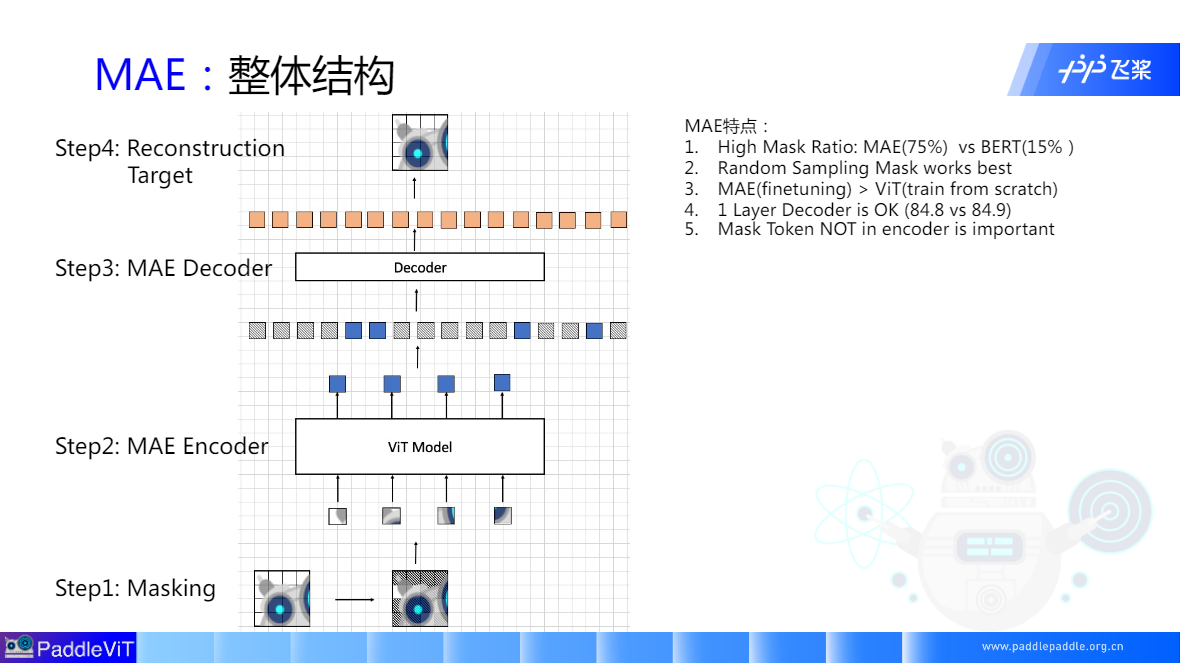 MAE：整体结构
飞桨
Step4: Reconstruction
Target
Step3: MAE Decoder
Decoder
Step2: MAE Encoder
ViT Model
Step1: Masking
MAE特点：
1. High Mask Ratio: MAE(75%) vs BERT(15% )
2. Random Sampling Mask works best
3. MAE(finetuning) > ViT(train from scratch)
4. 1 Layer Decoder is OK (84.8 vs 84.9)
5. Mask Token NOT in encoder is important
PaddleViT
www.paddlepaddle.org.cn